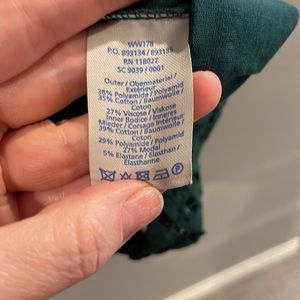 WW178
P.O. 893134 / 893135
RN 118027
SC 9039 / 0001
Outer / Obermaterial /
Extérieur
38% Polyamide / Polyamid
35% Cotton / Baumwolle /
Coton
27% Viscose / Viskose
Inner Bodice / Inneres
Mieder / Corsage Intérieur
39% Cotton / Baumwolle /
Coton
29% Polyamide / Polyamid
27% Modal
5% Elastane / Elasthan /
Élasthanne